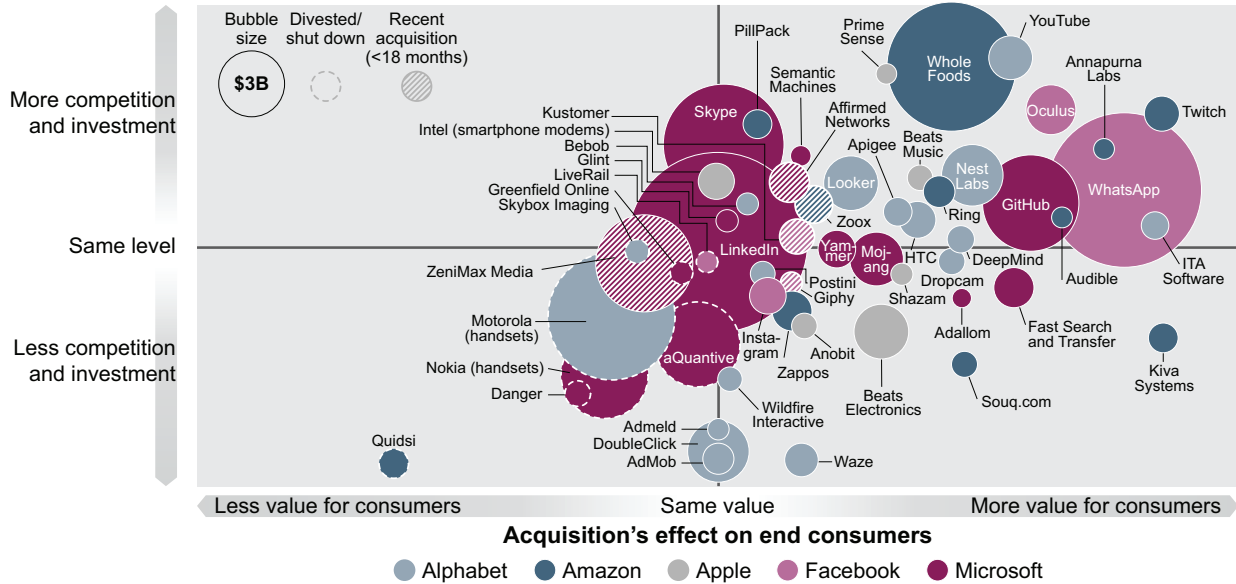 Bubble
size
$3B
Divested/
shut down
Recent
acquisition
(<18 months)
More competition
and investment
Same level
Less competition
and investment
PillPack
Prime
Sense
YouTube
Whole
Foods
Annapurna
Labs
Semantic
Machines
Skype
Kustomer
Intel (smartphone modems)
Bebob
Glint
LiveRail
Greenfield Online
Skybox Imaging
Affirmed
Networks
Oculus
Twitch
Apigee
Beats
Music
Looker
Nest
Labs
WhatsApp
GitHub
Ring
Zoox
LinkedIn
Yam-
mer
Moj-
ang
HTC
DeepMind
Audible
ITA
Software
ZeniMax Media
Postini
Giphy
Dropcam
Shazam
Motorola
(handsets)
Adallom
Fast Search
and Transfer
Insta-
gram
Anobit
Zappos
aQuantive
Nokia (handsets)
Danger
Kiva
Systems
Beats
Electronics
Souq.com
Wildfire
Interactive
Admeld
DoubleClick
AdMob
Waze
Quidsi
Less value for consumers
Same value
More value for consumers
Acquisition’s effect on end consumers
Alphabet
Amazon
Apple
Facebook
Microsoft